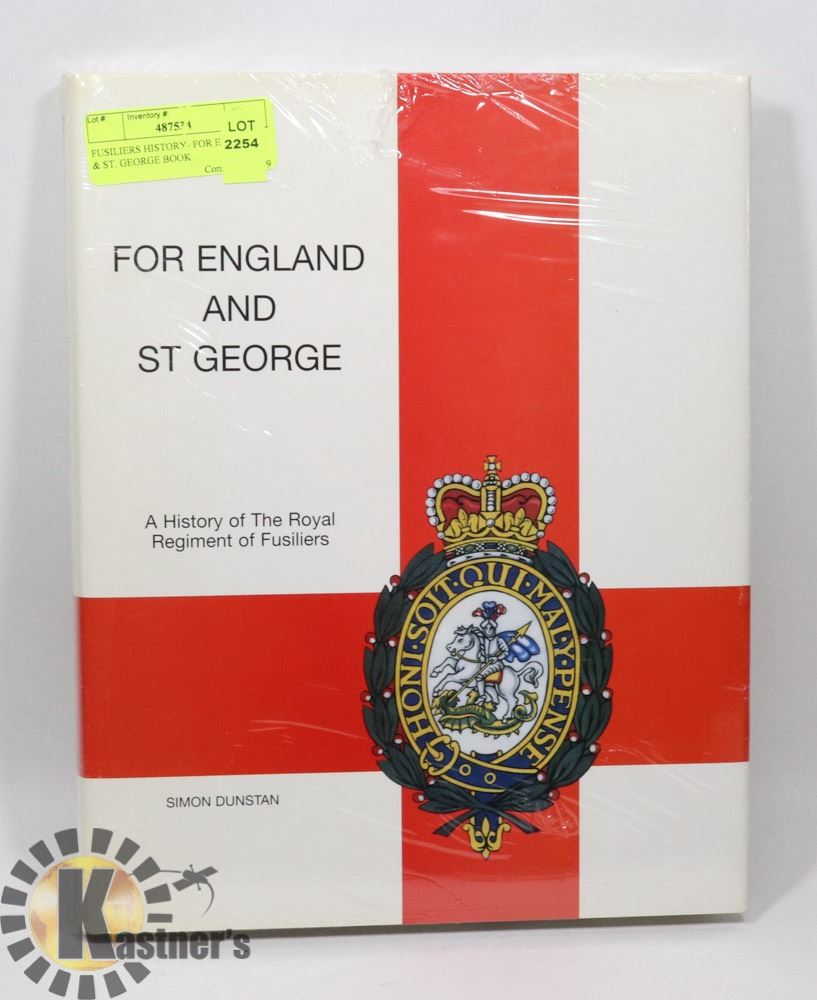 Lot #: Inventory #:
LOT
2254
FUSILIERS HISTORY- FOR E
& ST. GEORGE BOOK
FOR ENGLAND
AND
ST GEORGE
A History of The Royal
Regiment of Fusiliers
HONI·SOIT·QUI·MAL·Y·PENSE
SIMON DUNSTAN
Kastner's